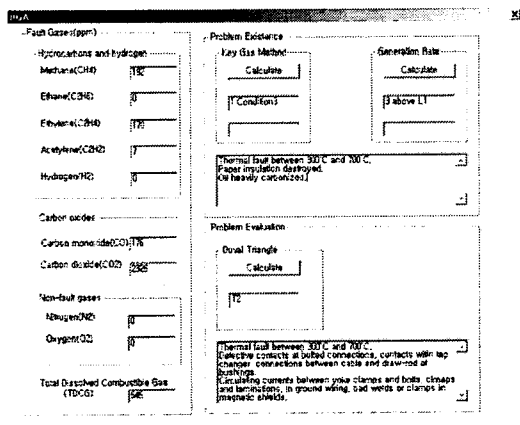 DGA
Fault Gases(ppm)
Hydrocarbons and hydrogen
Methane(CH4) 192
Ethane(C2H6) 0
Ethylene(C2H4) 170
Acetylene(C2H2) 7
Hydrogen(H2) 0
Carbon oxides
Carbon monoxide(CO) 176
Carbon dioxide(CO2) 2325
Non-fault gases
Nitrogen(N2) 0
Oxygen(O2) 0
Total Dissolved Combustible Gas
(TDCG) 545
Problem Existence
Key Gas Method
Calculate
1 Condition3
Generation Rate
Calculate
3 above L1
Thermal fault between 300 C and 700 C.
Paper insulation destroyed.
Oil heavily carbonized.
Problem Evaluation
Duval Triangle
Calculate
T2
Thermal fault between 300 C and 700 C.
Defective contacts at bolted connections, contacts within tap
changer, connections between cable and draw-rod at
bushings.
Circulating currents between yoke clamps and bolts, clmaps
and laminations, in ground wiring, bad welds or clamps in
magnetic shields.